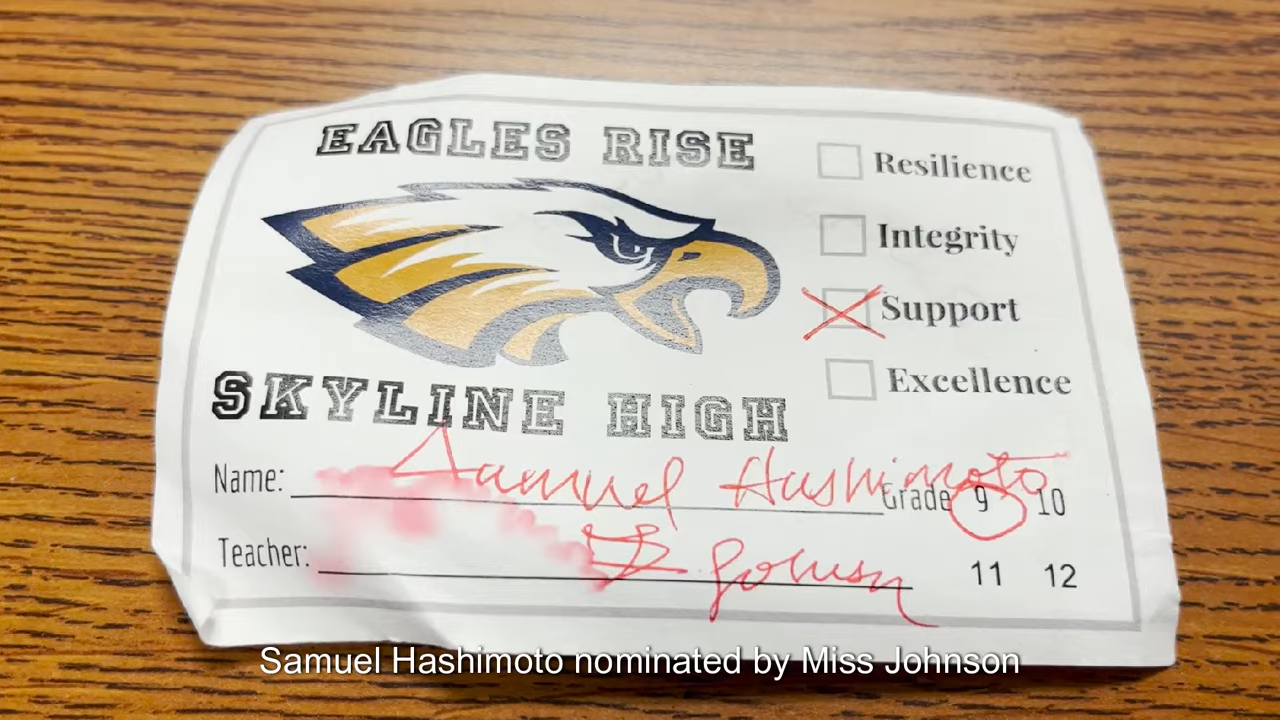 EAGLES RISE
Resilience
Integrity
Support
Excellence
SKYLINE HIGH
Name: Samuel Hashimoto
Grade 9 10
Teacher: Johnson
11 12
Samuel Hashimoto nominated by Miss Johnson